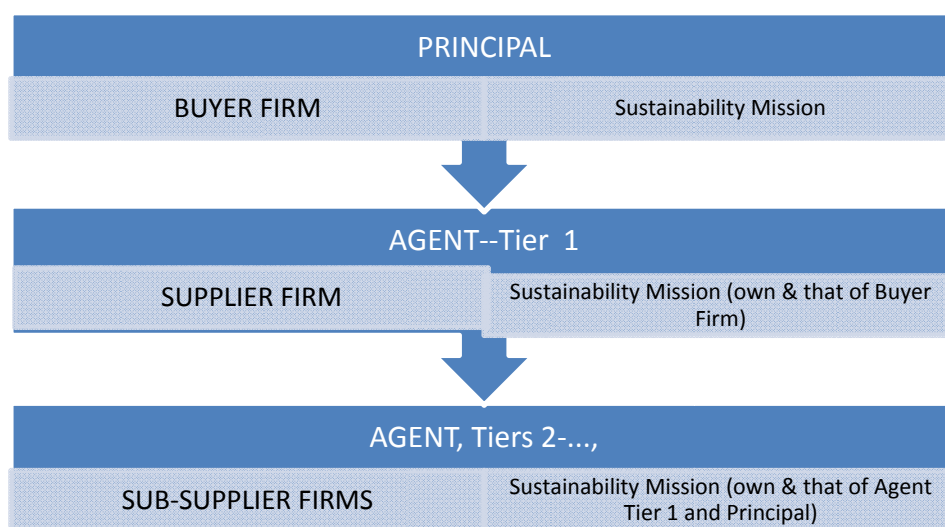 PRINCIPAL
BUYER FIRM
Sustainability Mission
AGENT--Tier 1
SUPPLIER FIRM
Sustainability Mission (own & that of Buyer
Firm)
AGENT, Tiers 2-...,
SUB-SUPPLIER FIRMS
Sustainability Mission (own & that of Agent
Tier 1 and Principal)